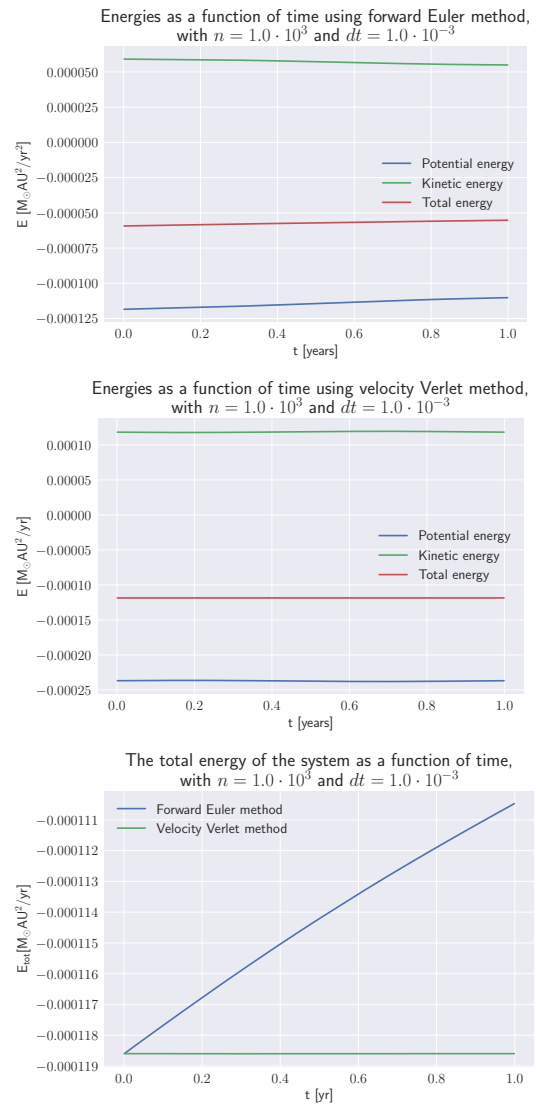 Energies as a function of time using forward Euler method,
with n = 1.0 · 10³ and dt = 1.0 · 10⁻³
0.000050
0.000025
0.000000
−0.000025
−0.000050
−0.000075
−0.000100
−0.000125
E [M☉AU²/yr²]
Potential energy
Kinetic energy
Total energy
0.0 0.2 0.4 0.6 0.8 1.0
t [years]
Energies as a function of time using velocity Verlet method,
with n = 1.0 · 10³ and dt = 1.0 · 10⁻³
0.00010
0.00005
0.00000
−0.00005
−0.00010
−0.00015
−0.00020
−0.00025
E [M☉AU²/yr]
Potential energy
Kinetic energy
Total energy
0.0 0.2 0.4 0.6 0.8 1.0
t [years]
The total energy of the system as a function of time,
with n = 1.0 · 10³ and dt = 1.0 · 10⁻³
Forward Euler method
Velocity Verlet method
−0.000111
−0.000112
−0.000113
−0.000114
−0.000115
−0.000116
−0.000117
−0.000118
−0.000119
E_tot[M☉AU²/yr]
0.0 0.2 0.4 0.6 0.8 1.0
t [yr]